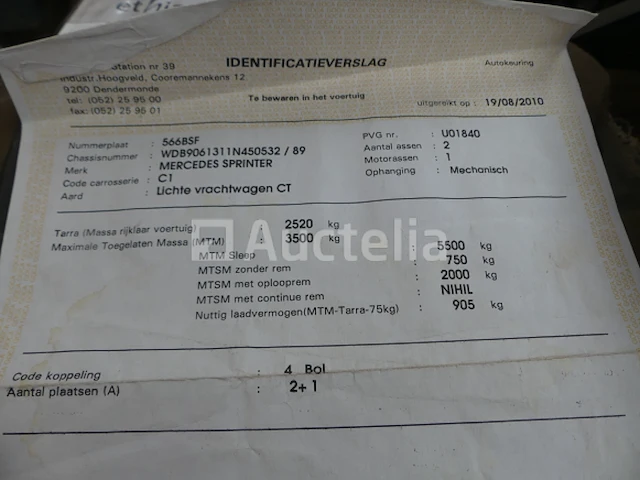 ethi
station nr 39
IDENTIFICATIEVERSLAG
Autokeuring
Industr.Hoogveld, Cooremannekens 12
9200 Dendermonde
tel: (052) 25 95 00
fax: (052) 25 95 01
Te bewaren in het voertuig
uitgereikt op : 19/08/2010
Nummerplaat : 566BSF
Chassisnummer : WDB9061311N450532 / 89
Merk : MERCEDES SPRINTER
Code carrosserie : C1
Aard : Lichte vrachtwagen CT
PVG nr. : U01840
Aantal assen : 2
Motorassen : 1
Ophanging : Mechanisch
Tarra (Massa rijklaar voertuig) : 2520 kg
Maximale Toegelaten Massa (MTM) : 3500 kg
MTM Sleep : 5500 kg
MTSM zonder rem : 750 kg
MTSM met oplooprem : 2000 kg
MTSM met continue rem : NIHIL
Nuttig laadvermogen(MTM-Tarra-75kg) : 905 kg
Auctelia
Code koppeling : 4 Bol
Aantal plaatsen (A) : 2+1